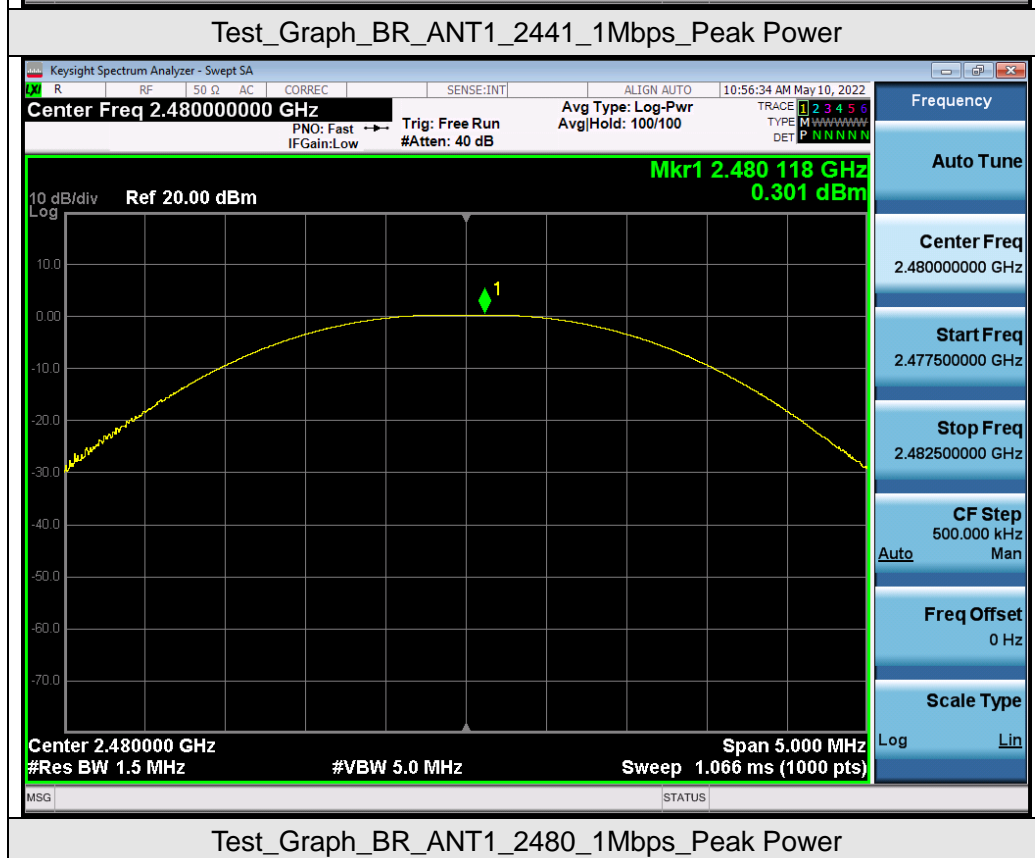 Test_Graph_BR_ANT1_2441_1Mbps_Peak Power
Keysight Spectrum Analyzer - Swept SA
LXI R RF 50 Ω AC CORREC SENSE:INT ALIGN AUTO 10:56:34 AM May 10, 2022
Center Freq 2.480000000 GHz Avg Type: Log-Pwr TRACE 1 2 3 4 5 6
PNO: Fast Trig: Free Run Avg|Hold: 100/100 TYPE M WWWWW
IFGain:Low #Atten: 40 dB DET P N N N N N
Mkr1 2.480 118 GHz
0.301 dBm
10 dB/div Ref 20.00 dBm
Log
10.0
1
0.00
-10.0
-20.0
-30.0
-40.0
-50.0
-60.0
-70.0
Center 2.480000 GHz Span 5.000 MHz
#Res BW 1.5 MHz #VBW 5.0 MHz Sweep 1.066 ms (1000 pts)
MSG STATUS
Frequency
Auto Tune
Center Freq
2.480000000 GHz
Start Freq
2.477500000 GHz
Stop Freq
2.482500000 GHz
CF Step
500.000 kHz
Auto Man
Freq Offset
0 Hz
Scale Type
Log Lin
Test_Graph_BR_ANT1_2480_1Mbps_Peak Power